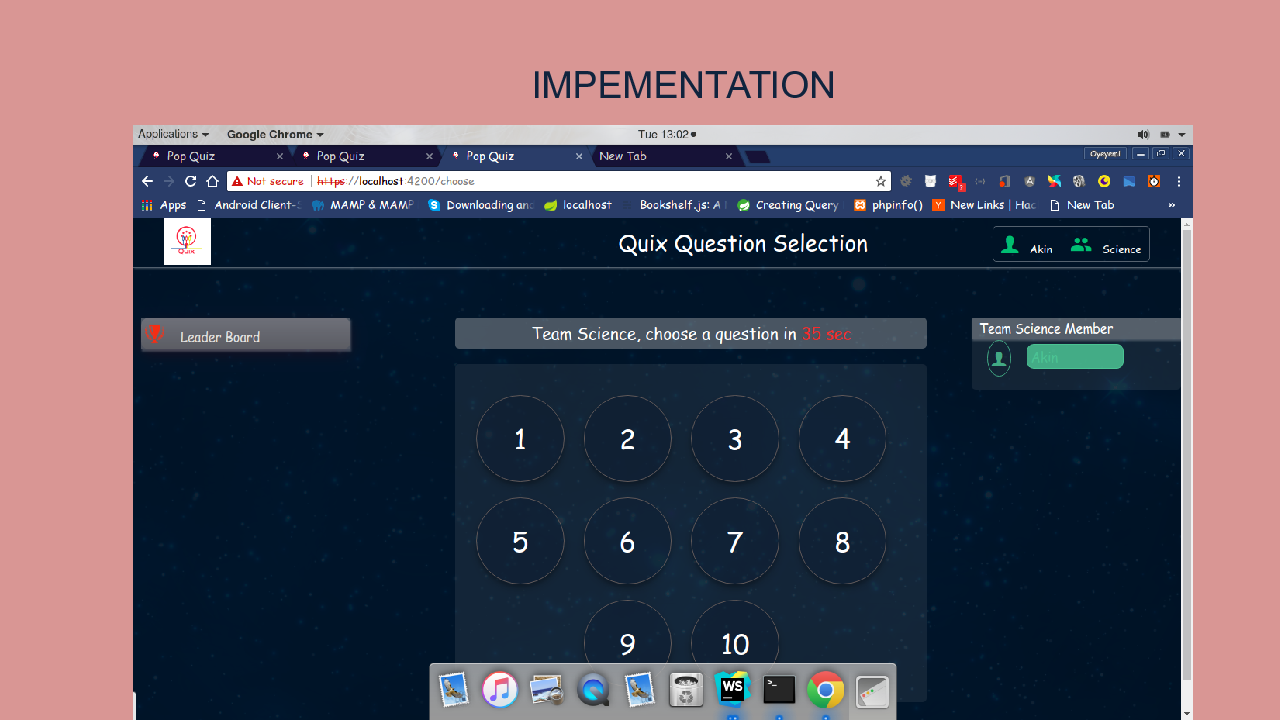 IMPEMENTATION
Applications Google Chrome Tue 13:02
Pop Quiz Pop Quiz Pop Quiz New Tab Oyeyemi
Not secure https://localhost:4200/choose
Apps Android Client-S MAMP & MAMP Downloading and localhost Bookshelf.js: A Creating Query phpinfo() New Links | Hac New Tab »
Quix Quix Question Selection Akin Science
Leader Board Team Science, choose a question in 35 sec Team Science Member
Akin
1 2 3 4
5 6 7 8
9 10
WS >_